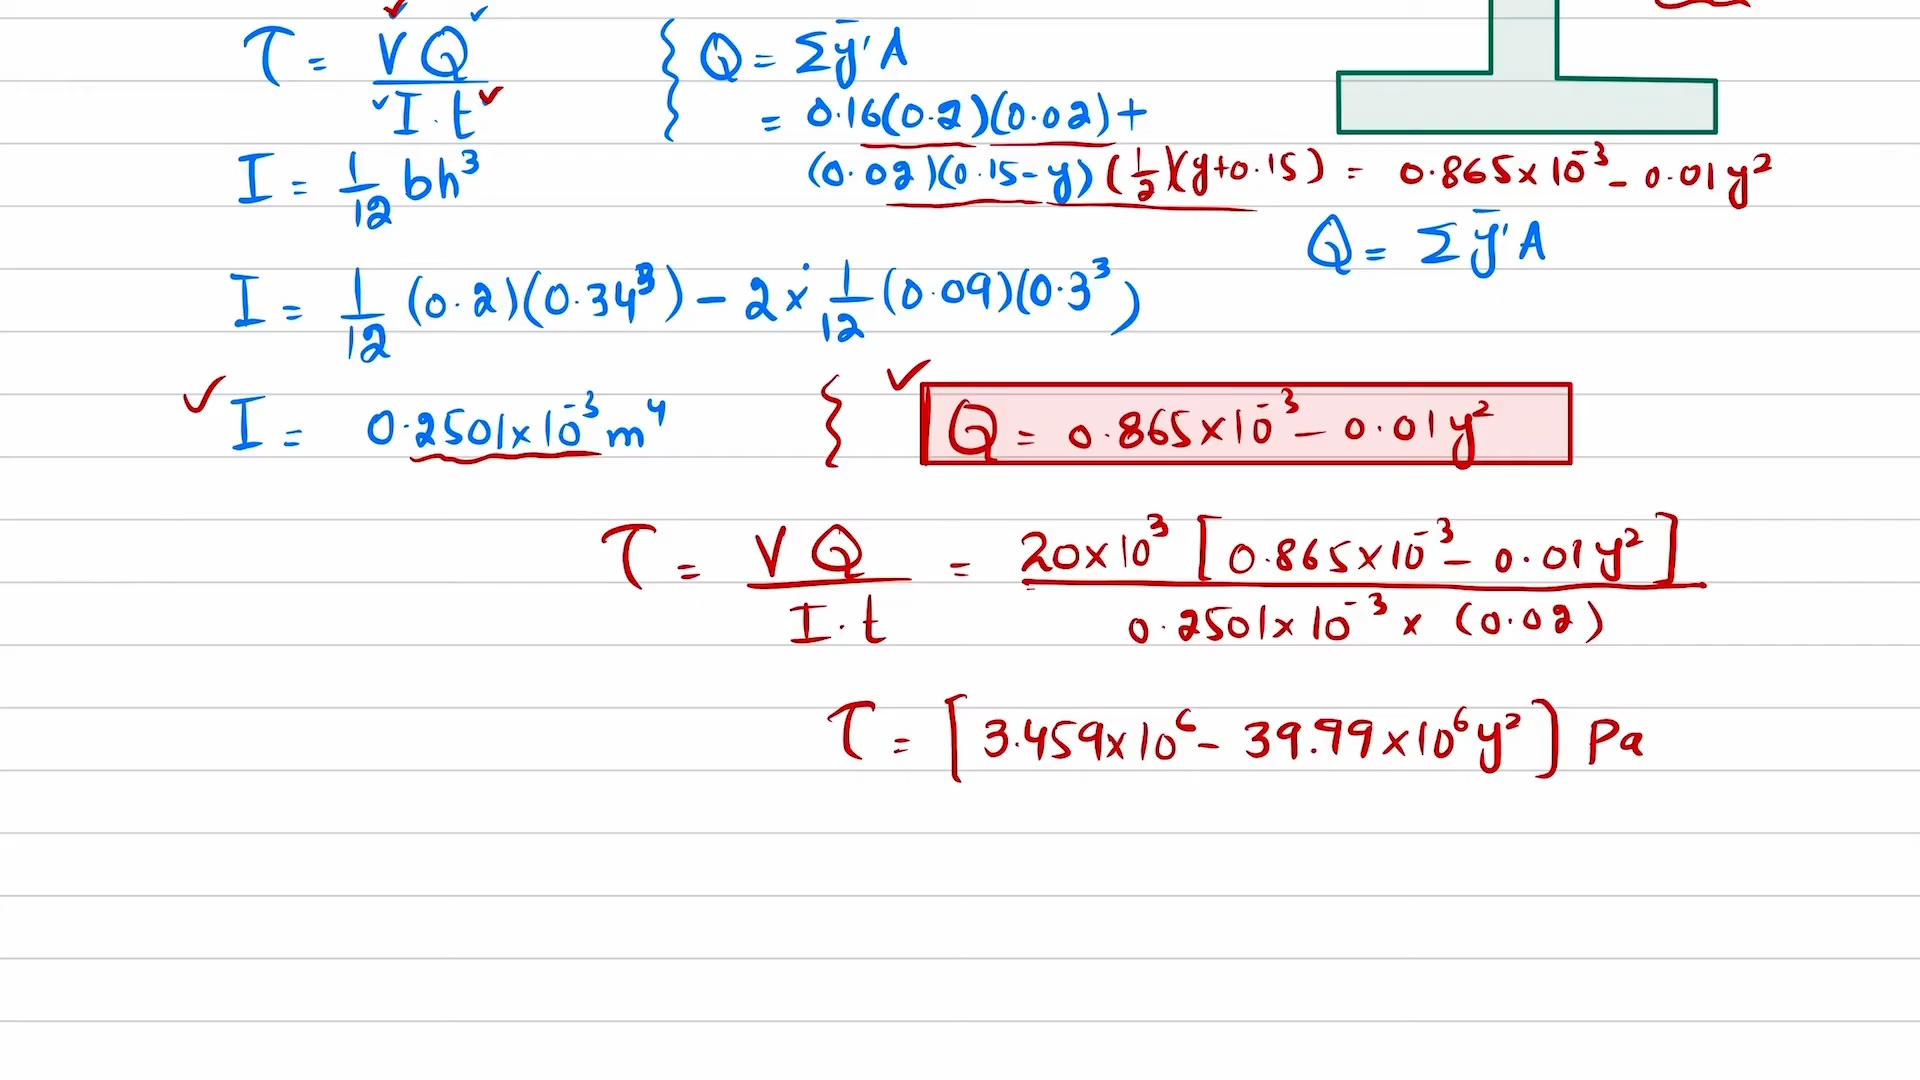 τ = VQ / I·t { Q = Σȳ'A
= 0.16(0.2)(0.02)+
(0.02)(0.15-y)(1/2)(y+0.15) = 0.865×10⁻³ - 0.01y²
I = 1/12 bh³
Q = Σȳ'A
I = 1/12 (0.2)(0.34³) - 2 × 1/12 (0.09)(0.3³)
✓ I = 0.2501×10⁻³ m⁴ { ✓ Q = 0.865×10⁻³ - 0.01y²
τ = VQ / I·t = 20×10³ [0.865×10⁻³ - 0.01y²] / 0.2501×10⁻³ × (0.02)
τ = [3.459×10⁶ - 39.99×10⁶y²] Pa